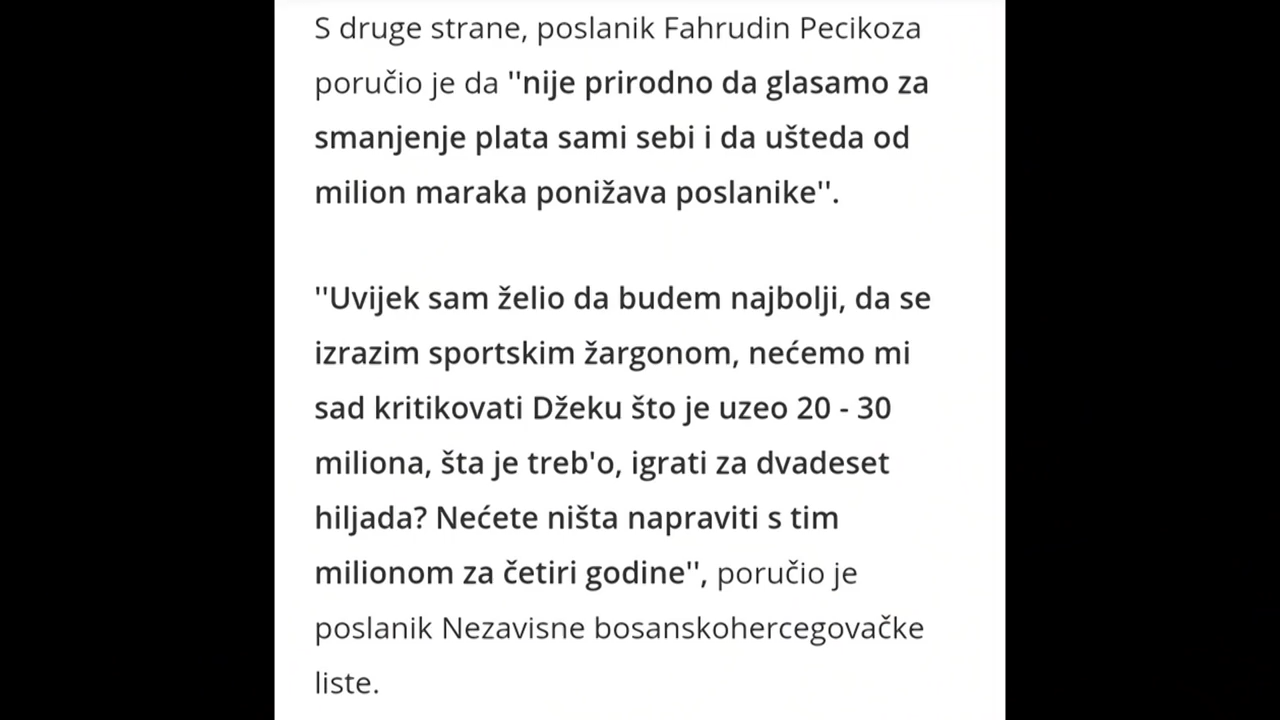 S druge strane, poslanik Fahrudin Pecikoza
poručio je da ''nije prirodno da glasamo za
smanjenje plata sami sebi i da ušteda od
milion maraka ponižava poslanike''.
''Uvijek sam želio da budem najbolji, da se
izrazim sportskim žargonom, nećemo mi
sad kritikovati Džeku što je uzeo 20 - 30
miliona, šta je treb'o, igrati za dvadeset
hiljada? Nećete ništa napraviti s tim
milionom za četiri godine'', poručio je
poslanik Nezavisne bosanskohercegovačke
liste.